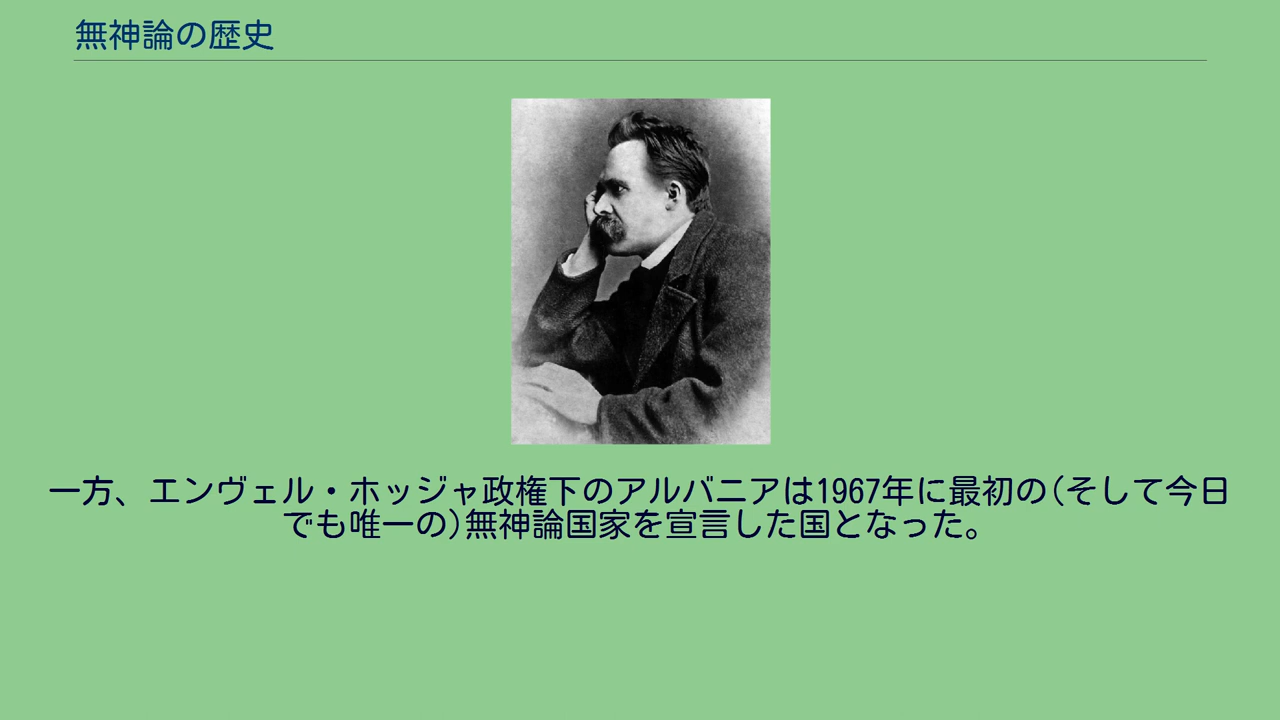 無神論の歴史
一方、エンヴェル・ホッジャ政権下のアルバニアは1967年に最初の(そして今日
でも唯一の)無神論国家を宣言した国となった。